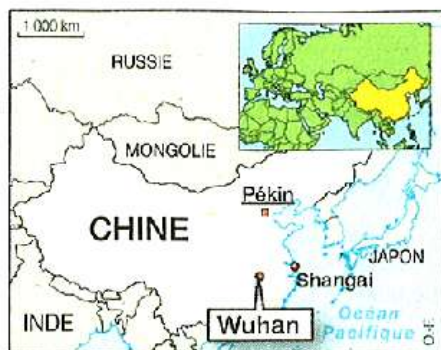 1 000 km
RUSSIE
MONGOLIE
Pékin
CHINE
JAPON
Shangai
INDE
Wuhan
Océan
Pacifique
O.-F.